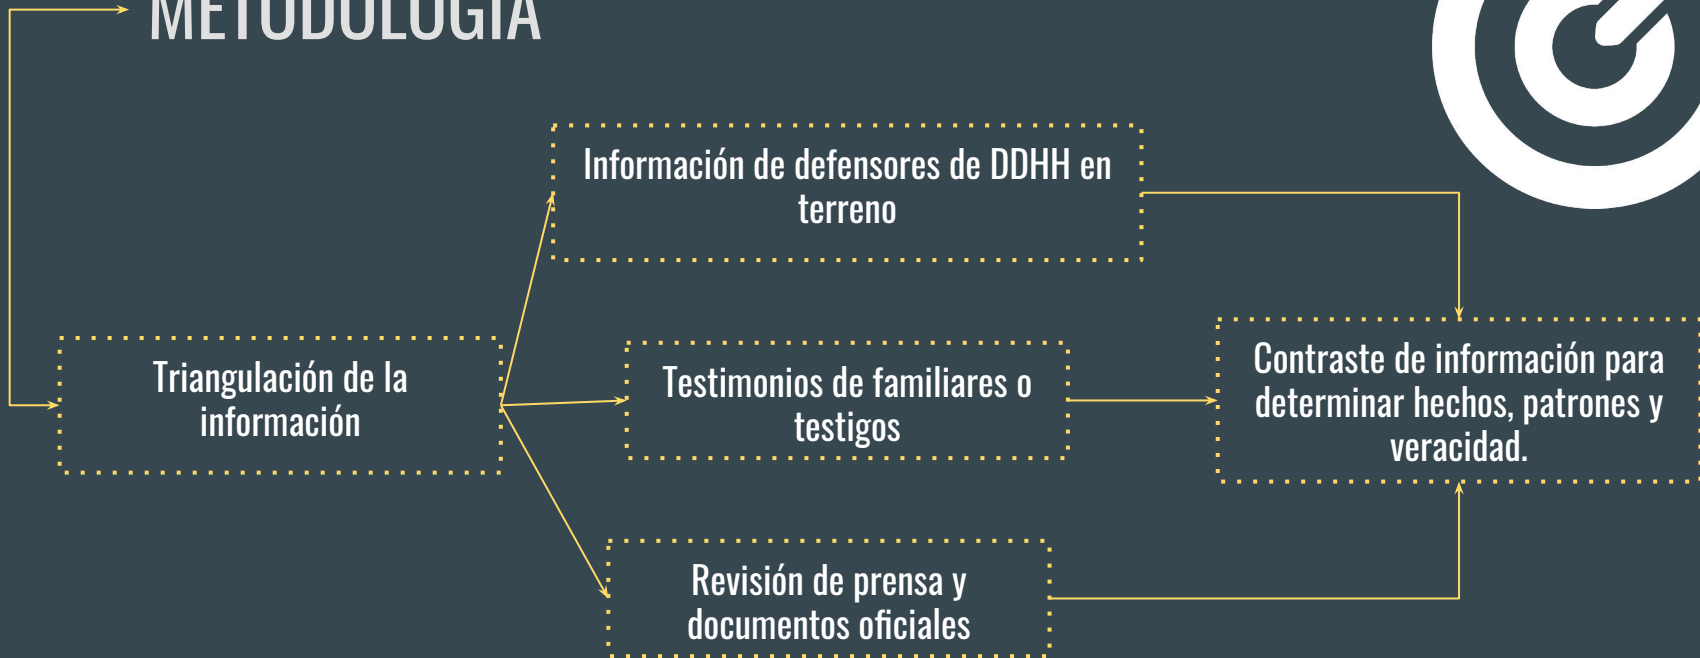 METODOLOGÍA
Información de defensores de DDHH en
terreno
Triangulación de la
información
Testimonios de familiares o
testigos
Contraste de información para
determinar hechos, patrones y
veracidad.
Revisión de prensa y
documentos oficiales